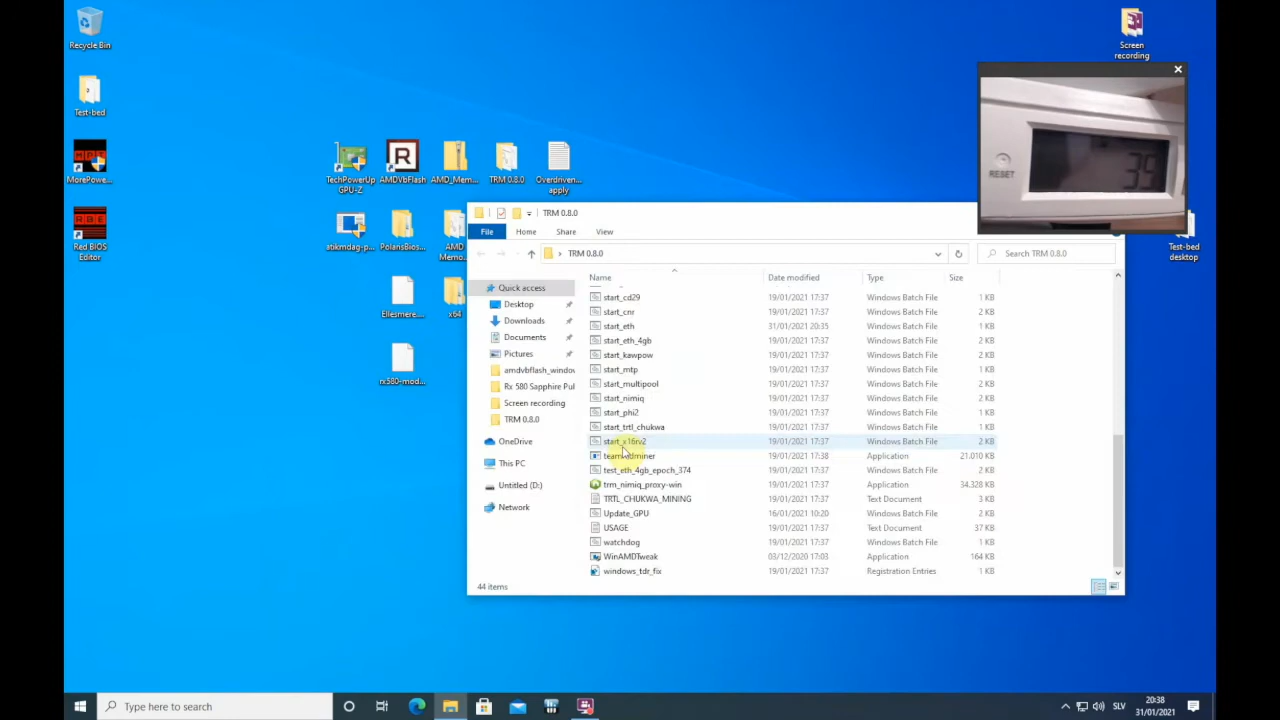 Recycle Bin
Test-bed
MorePowe...
Red BIOS
Editor
TechPowerUp
GPU-Z
AMDVbFlash
AMD_Mem...
TRM 0.8.0
Overdriven...
apply
atikmdag-p...
PolarisBios...
AMD
Memo...
Ellesmere...
x64
rx580-mod...
Screen
recording
Test-bed
desktop
RESET
39
TRM 0.8.0
File
Home
Share
View
TRM 0.8.0
Search TRM 0.8.0
Quick access
Desktop
Downloads
Documents
Pictures
amdvbflash_window
Rx 580 Sapphire Pul
Screen recording
TRM 0.8.0
OneDrive
This PC
Untitled (D:)
Network
Name Date modified Type Size
start_cd29 19/01/2021 17:37 Windows Batch File 1 KB
start_cnr 19/01/2021 17:37 Windows Batch File 2 KB
start_eth 31/01/2021 20:35 Windows Batch File 1 KB
start_eth_4gb 19/01/2021 17:37 Windows Batch File 2 KB
start_kawpow 19/01/2021 17:37 Windows Batch File 1 KB
start_mtp 19/01/2021 17:37 Windows Batch File 1 KB
start_multipool 19/01/2021 17:37 Windows Batch File 2 KB
start_nimiq 19/01/2021 17:37 Windows Batch File 1 KB
start_phi2 19/01/2021 17:37 Windows Batch File 1 KB
start_trtl_chukwa 19/01/2021 17:37 Windows Batch File 1 KB
start_x16rv2 19/01/2021 17:37 Windows Batch File 2 KB
teamredminer 19/01/2021 17:38 Application 21.010 KB
test_eth_4gb_epoch_374 19/01/2021 17:37 Windows Batch File 2 KB
trm_nimiq_proxy-win 19/01/2021 17:37 Application 34.328 KB
TRTL_CHUKWA_MINING 19/01/2021 17:37 Text Document 3 KB
Update_GPU 16/01/2021 10:20 Windows Batch File 2 KB
USAGE 19/01/2021 17:37 Text Document 37 KB
watchdog 19/01/2021 17:37 Windows Batch File 1 KB
WinAMDTweak 03/12/2020 17:03 Application 164 KB
windows_tdr_fix 19/01/2021 17:37 Registration Entries 1 KB
44 items
Type here to search
SLV
20:38
31/01/2021